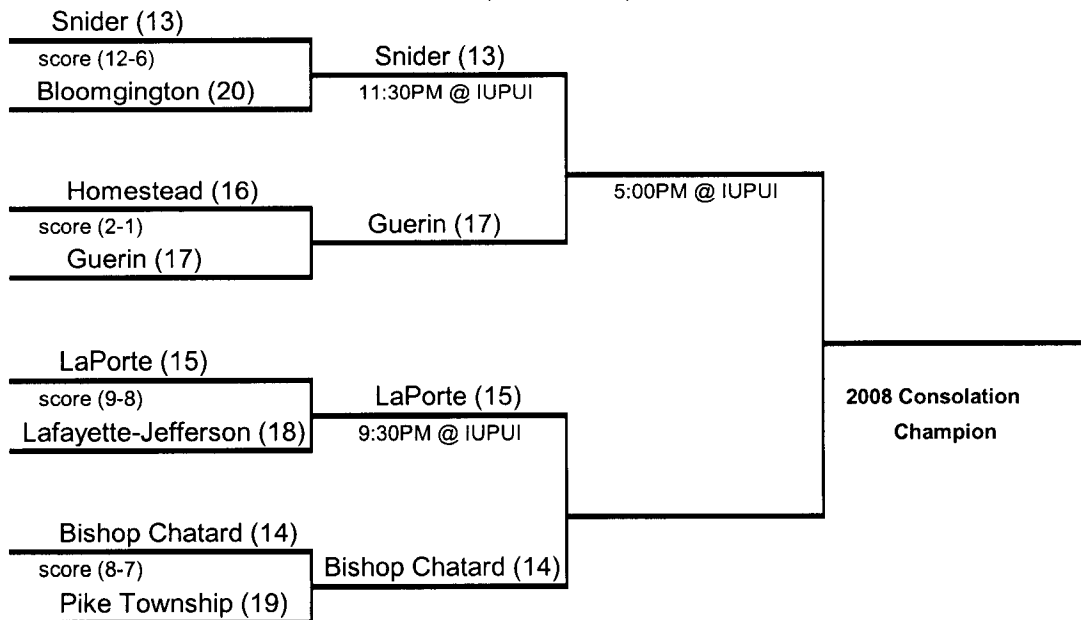 Snider (13)
score (12-6)
Bloomgington (20)
Snider (13)
11:30PM @ IUPUI
Homestead (16)
score (2-1)
Guerin (17)
Guerin (17)
5:00PM @ IUPUI
LaPorte (15)
score (9-8)
Lafayette-Jefferson (18)
LaPorte (15)
9:30PM @ IUPUI
Bishop Chatard (14)
score (8-7)
Pike Township (19)
Bishop Chatard (14)
2008 Consolation
Champion